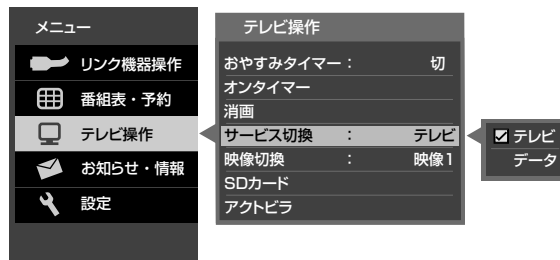 メニュー
リンク機器操作
番組表・予約
テレビ操作
お知らせ・情報
設定
テレビ操作
おやすみタイマー： 切
オンタイマー
消画
サービス切換 ： テレビ
映像切換 ： 映像1
SDカード
アクトビラ
テレビ
データ